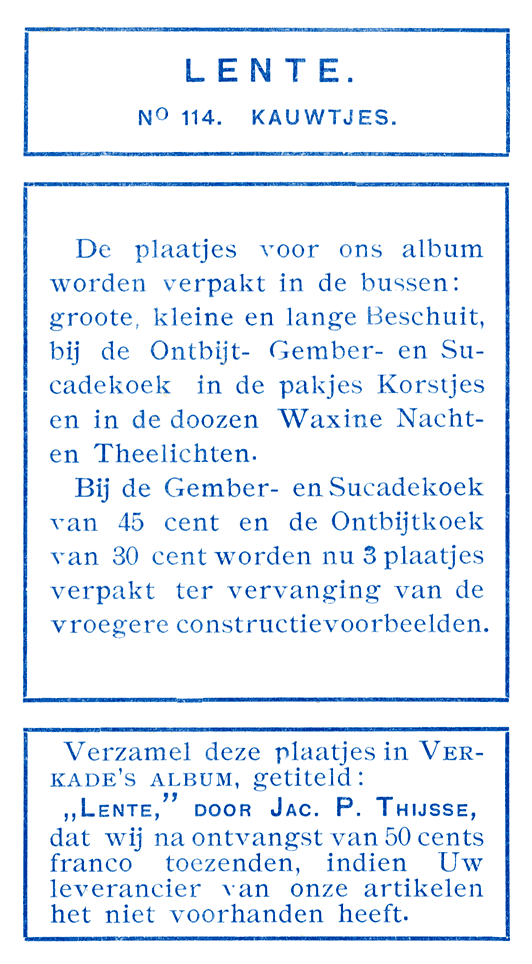 LENTE.
No 114. KAUWTJES.
De plaatjes voor ons album
worden verpakt in de bussen:
groote, kleine en lange Beschuit,
bij de Ontbijt- Gember- en Su-
cadekoek in de pakjes Korstjes
en in de doozen Waxine Nacht-
en Theelichten.
Bij de Gember- en Sucadekoek
van 45 cent en de Ontbijtkoek
van 30 cent worden nu 3 plaatjes
verpakt ter vervanging van de
vroegere constructievoorbeelden.
Verzamel deze plaatjes in VER-
KADE'S ALBUM, getiteld:
„LENTE,” DOOR JAC. P. THIJSSE,
dat wij na ontvangst van 50 cents
franco toezenden, indien Uw
leverancier van onze artikelen
het niet voorhanden heeft.